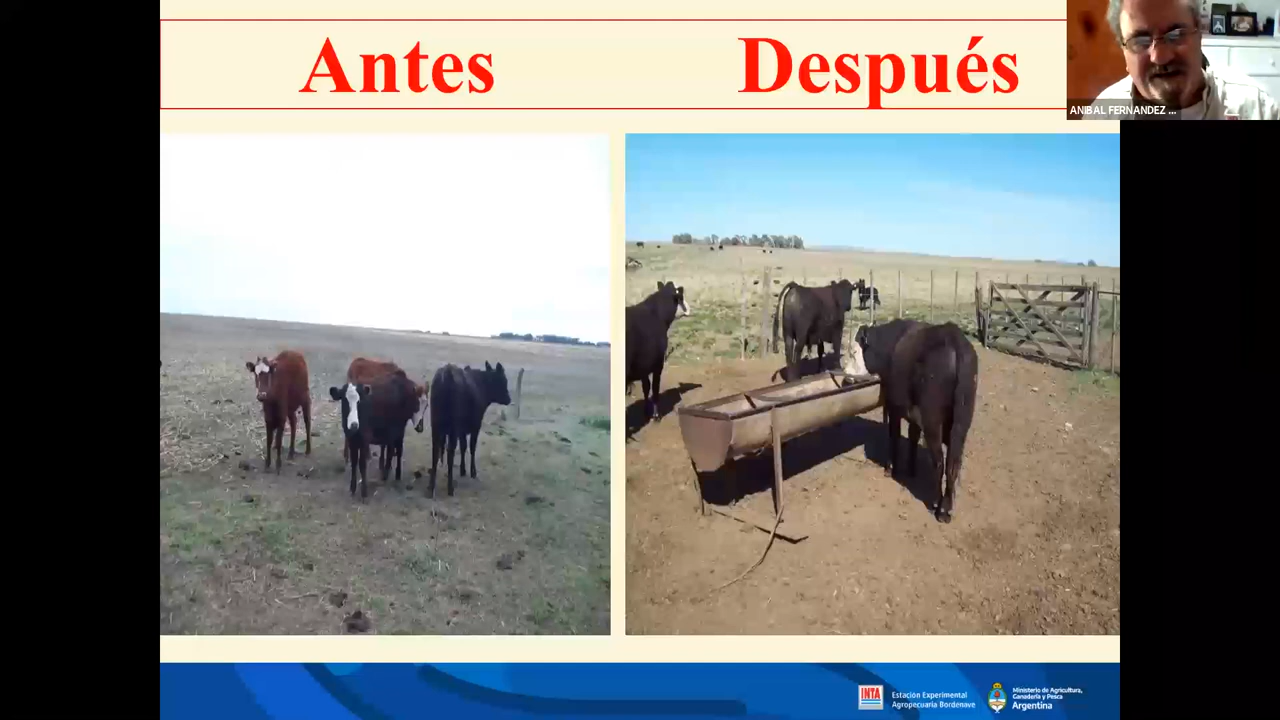 Antes
Después
ANIBAL FERNANDEZ ...
INTA
Estación Experimental
Agropecuaria Bordenave
Ministerio de Agricultura,
Ganadería y Pesca
Argentina